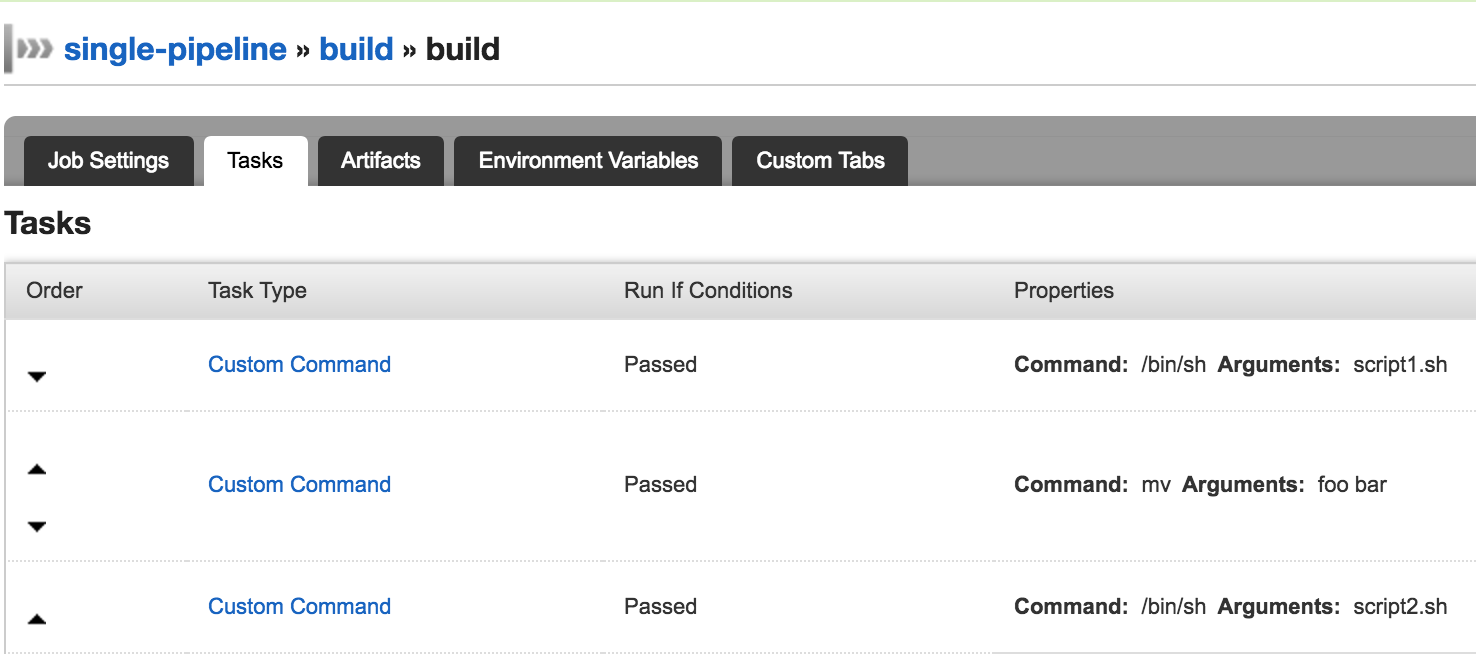 single-pipeline » build » build
Job Settings Tasks Artifacts Environment Variables Custom Tabs
Tasks
Order Task Type Run If Conditions Properties
Custom Command Passed Command: /bin/sh Arguments: script1.sh
Custom Command Passed Command: mv Arguments: foo bar
Custom Command Passed Command: /bin/sh Arguments: script2.sh